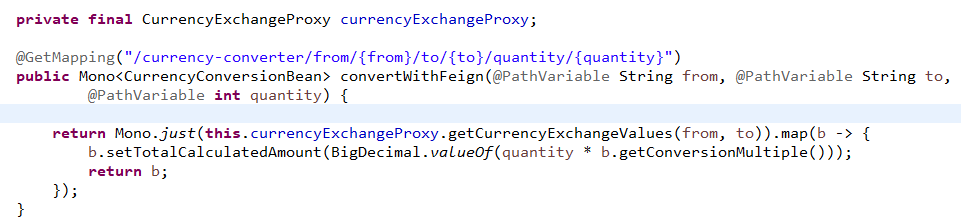 private final CurrencyExchangeProxy currencyExchangeProxy;
@GetMapping("/currency-converter/from/{from}/to/{to}/quantity/{quantity}")
public Mono<CurrencyConversionBean> convertWithFeign(@PathVariable String from, @PathVariable String to,
@PathVariable int quantity) {
return Mono.just(this.currencyExchangeProxy.getCurrencyExchangeValues(from, to)).map(b -> {
b.setTotalCalculatedAmount(BigDecimal.valueOf(quantity * b.getConversionMultiple()));
return b;
});
}